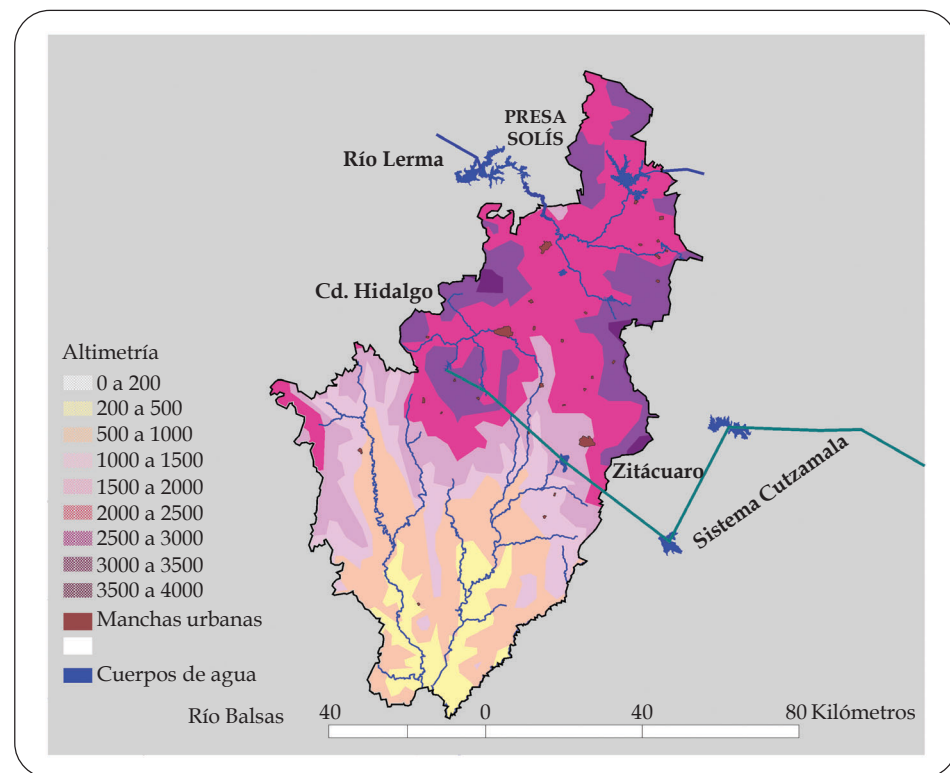 PRESA
SOLÍS
Río Lerma
Cd. Hidalgo
Zitácuaro
Sistema Cutzamala
Altimetría
0 a 200
200 a 500
500 a 1000
1000 a 1500
1500 a 2000
2000 a 2500
2500 a 3000
3000 a 3500
3500 a 4000
Manchas urbanas
Cuerpos de agua
Río Balsas
40 0 40 80 Kilómetros